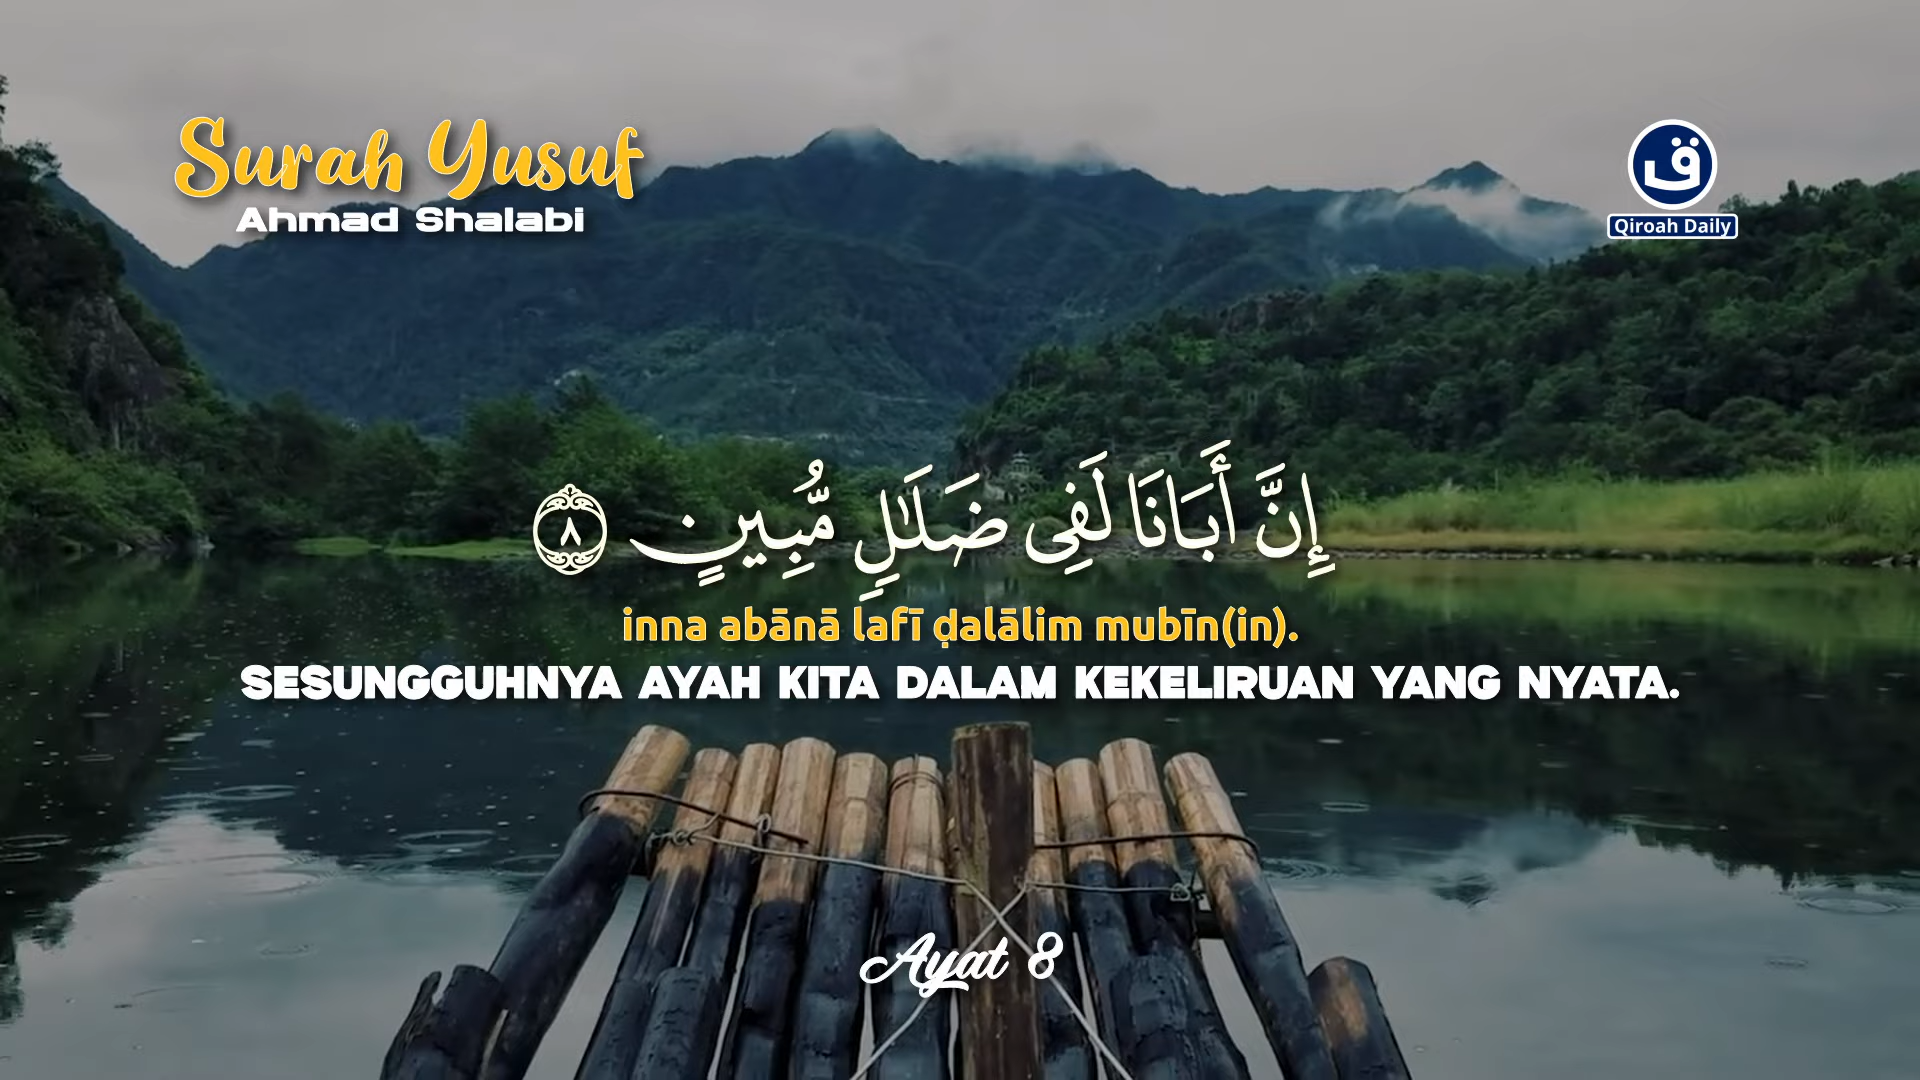 Surah Yusuf
Ahmad Shalabi
ق
Qiroah Daily
إِنَّ أَبَانَا لَفِى ضَلَـٰلٍ مُّبِينٍ ٨
inna abānā lafī ḍalālim mubīn(in).
SESUNGGUHNYA AYAH KITA DALAM KEKELIRUAN YANG NYATA.
Ayat 8